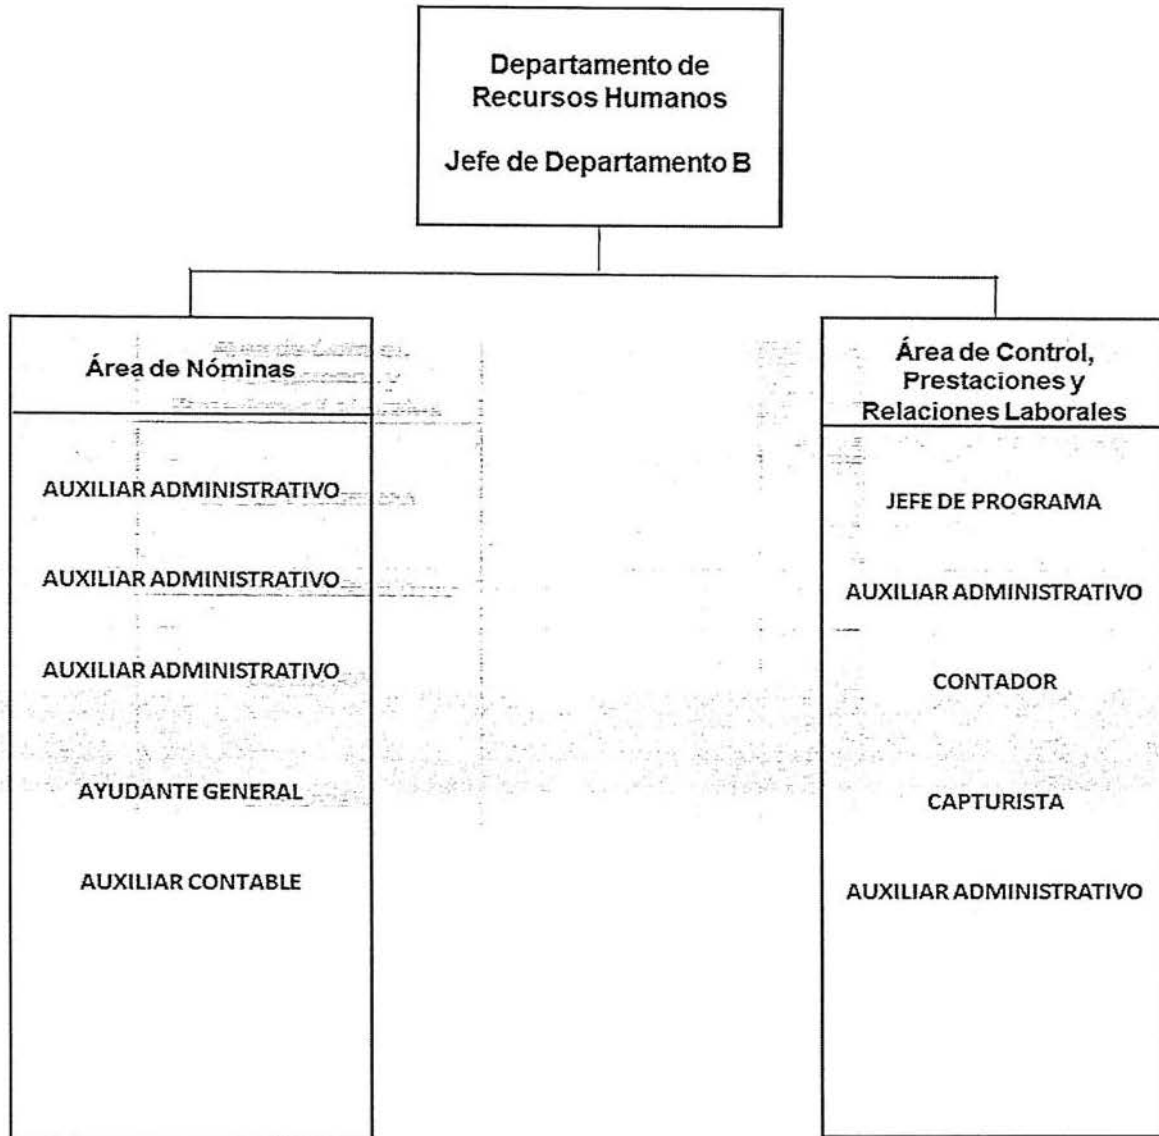 Departamento de
Recursos Humanos
Jefe de Departamento B
Área de Nóminas
AUXILIAR ADMINISTRATIVO
AUXILIAR ADMINISTRATIVO
AUXILIAR ADMINISTRATIVO
AYUDANTE GENERAL
AUXILIAR CONTABLE
Área de Control,
Prestaciones y
Relaciones Laborales
JEFE DE PROGRAMA
AUXILIAR ADMINISTRATIVO
CONTADOR
CAPTURISTA
AUXILIAR ADMINISTRATIVO